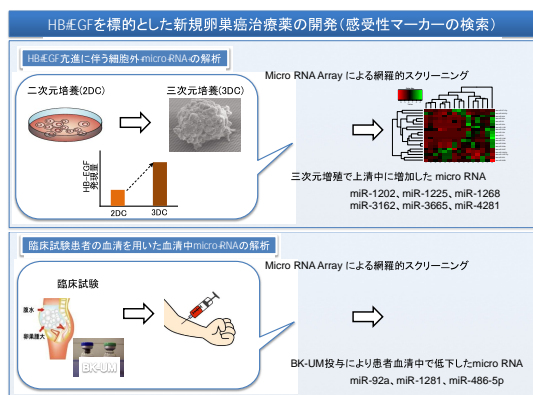 HB-EGFを標的とした新規卵巣癌治療薬の開発(感受性マーカーの検索)
HB-EGF亢進に伴う細胞外micro-RNAの解析
Micro RNA Array による網羅的スクリーニング
二次元培養(2DC)
三次元培養(3DC)
HB-EGF
発現量
2DC
3DC
三次元増殖で上清中に増加した micro RNA
miR-1202、miR-1225、miR-1268
miR-3162、miR-3665、miR-4281
臨床試験患者の血清を用いた血清中micro-RNAの解析
Micro RNA Array による網羅的スクリーニング
臨床試験
腹水
卵巣腫大
BK-UM
BK-UM投与により患者血清中で低下したmicro RNA
miR-92a、miR-1281、miR-486-5p